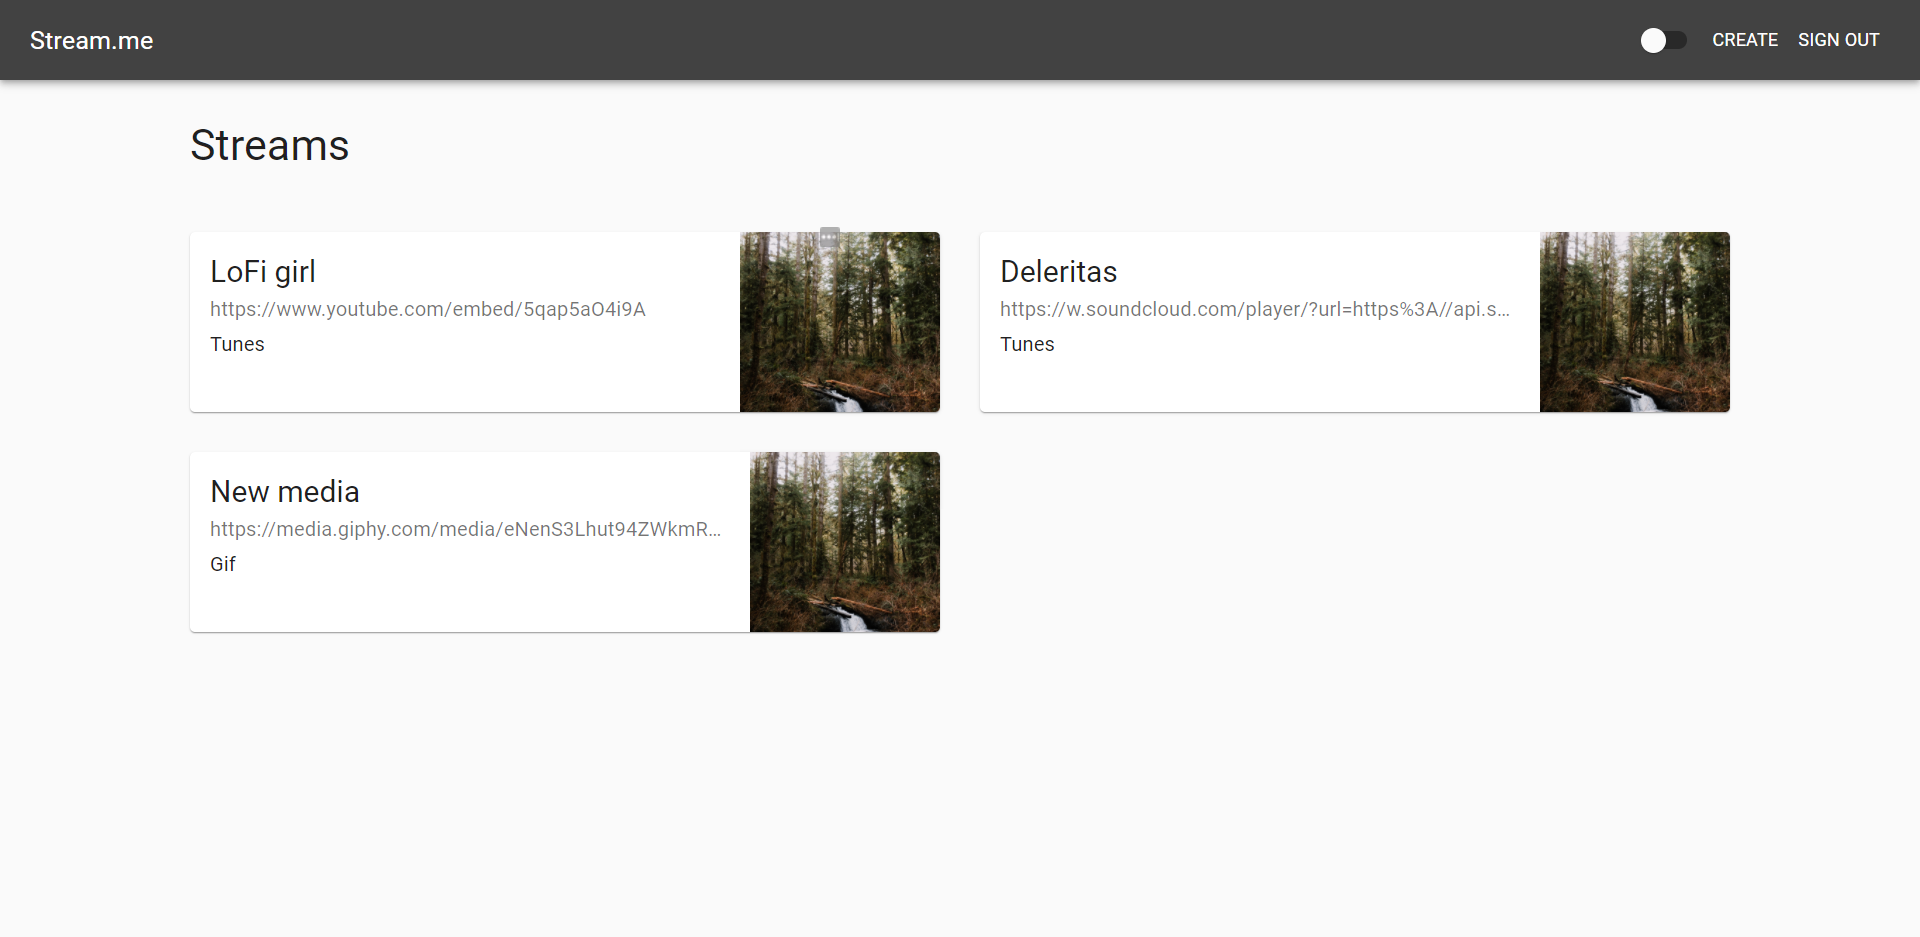 Stream.me
CREATE SIGN OUT
Streams
LoFi girl
https://www.youtube.com/embed/5qap5aO4i9A
Tunes
Deleritas
https://w.soundcloud.com/player/?url=https%3A//api.s...
Tunes
New media
https://media.giphy.com/media/eNenS3Lhut94ZWkmR...
Gif